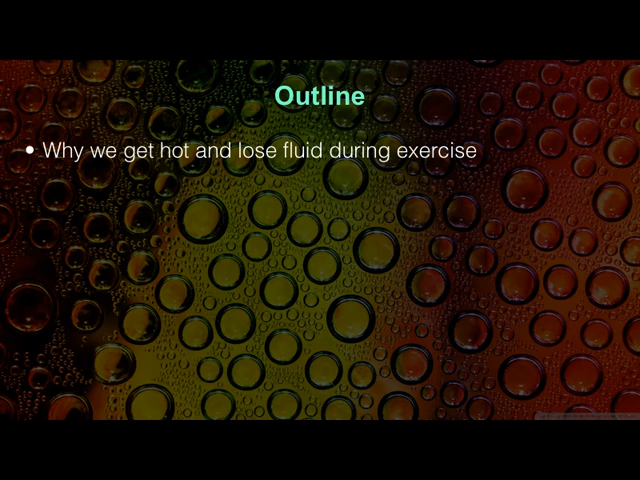 Outline
• Why we get hot and lose fluid during exercise